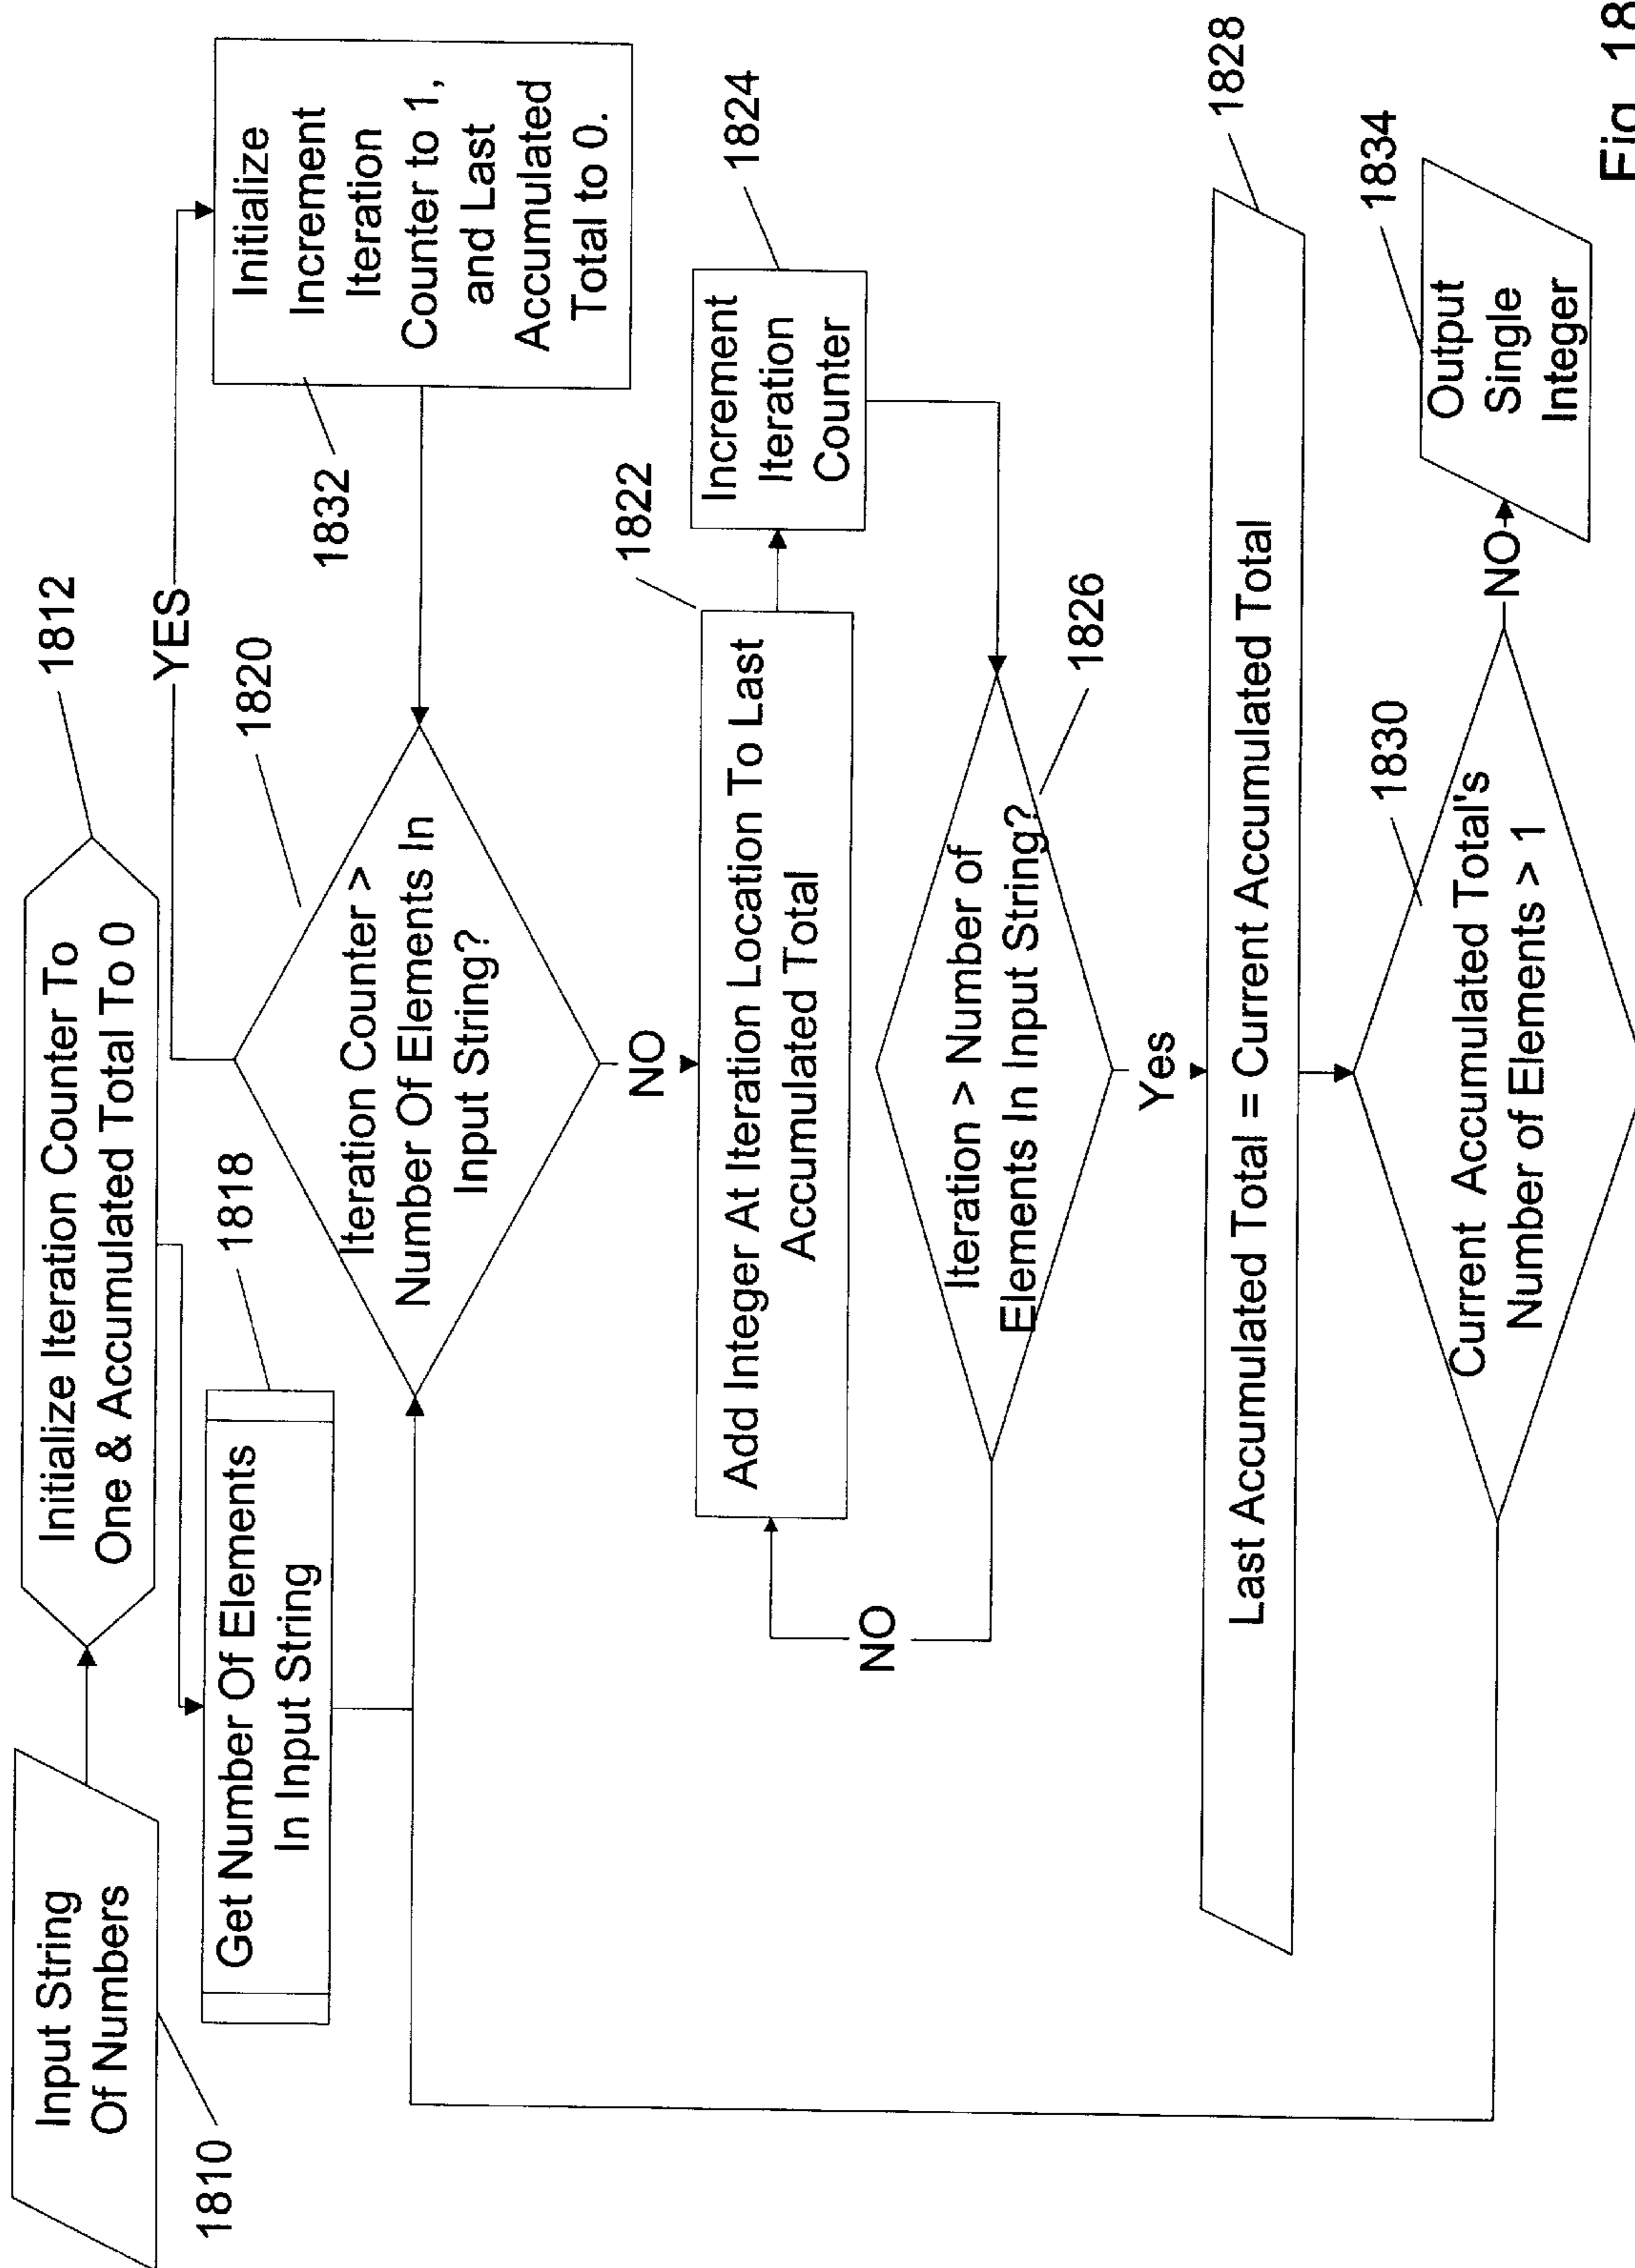 Input String
Of Numbers
1810
Initialize Iteration Counter To
One & Accumulated Total To 0
1812
Get Number Of Elements
In Input String
1818
YES
Iteration Counter >
Number Of Elements In
Input String?
1820
Initialize
Increment
Iteration
Counter to 1,
and Last
Accumulated
Total to 0.
1832
NO
Add Integer At Iteration Location To Last
Accumulated Total
1822
Increment
Iteration
Counter
1824
NO
Iteration > Number of
Elements In Input String?
1826
Yes
Last Accumulated Total = Current Accumulated Total
1828
Current Accumulated Total's
Number of Elements > 1
1830
NO
Output
Single
Integer
1834
Fig. 18